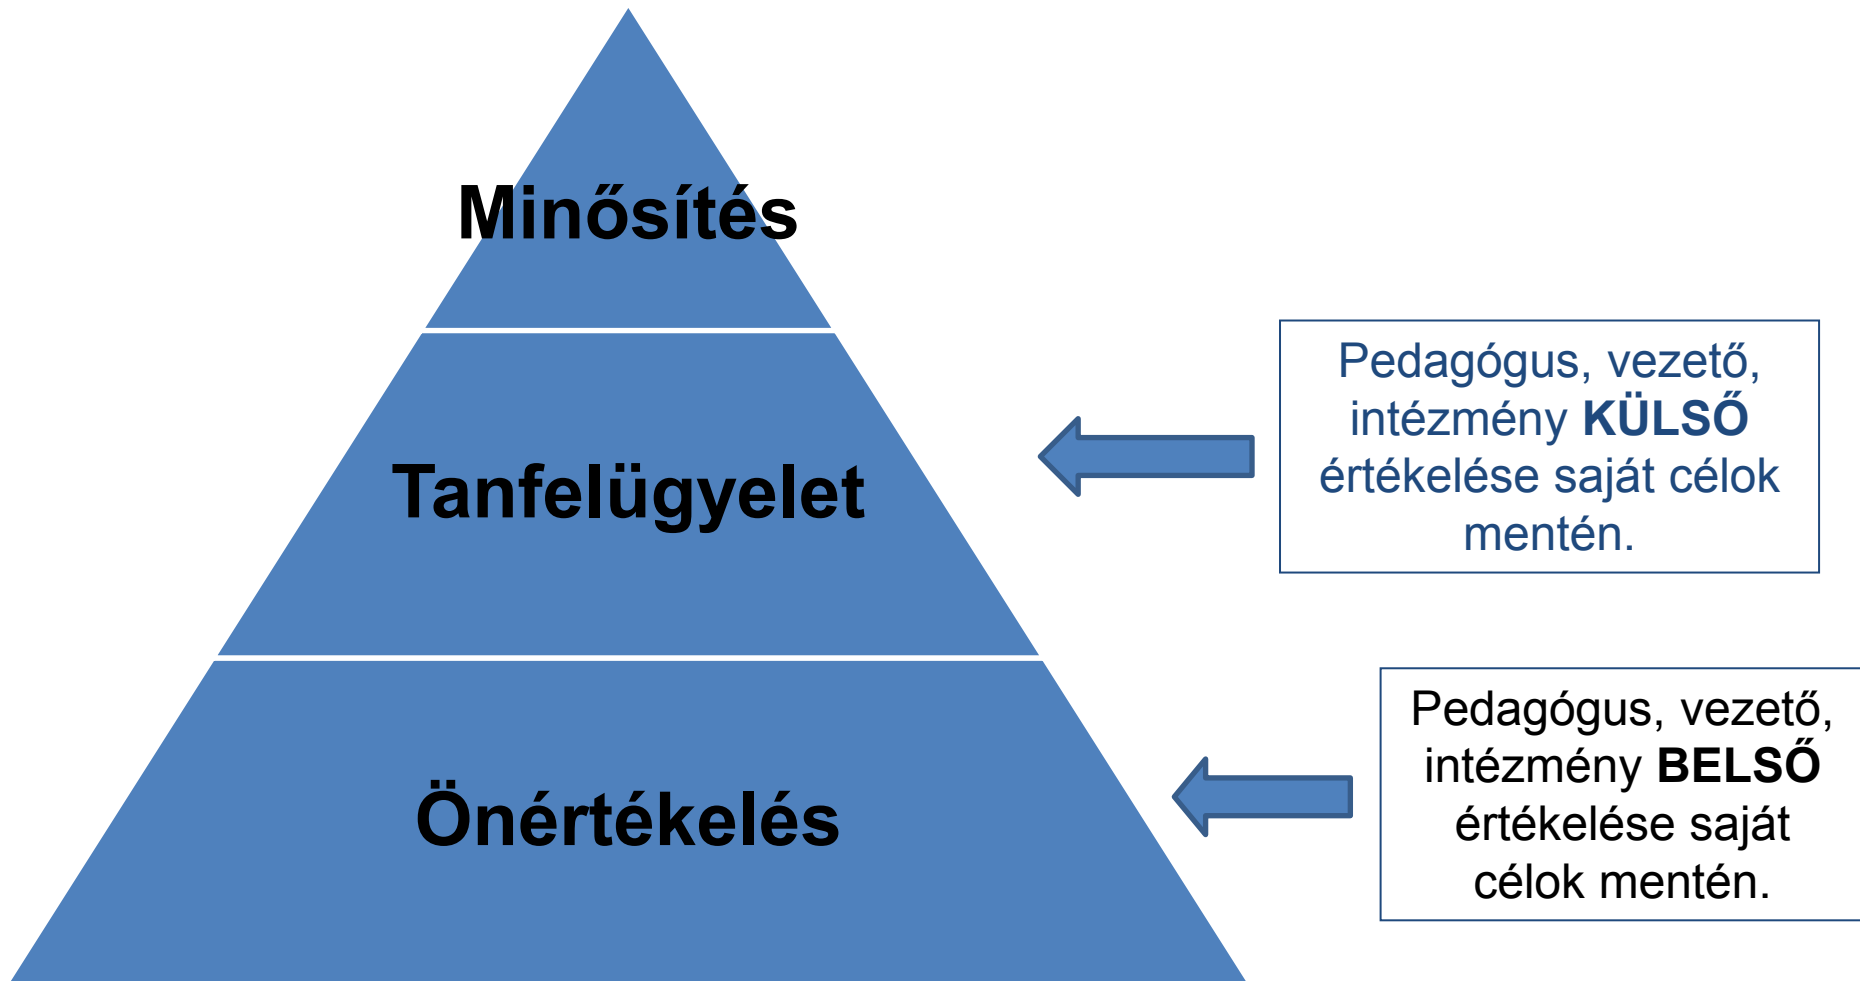 Minősítés
Pedagógus, vezető,
intézmény KÜLSŐ
értékelése saját célok
mentén.
Tanfelügyelet
Pedagógus, vezető,
intézmény BELSŐ
értékelése saját
célok mentén.
Önértékelés